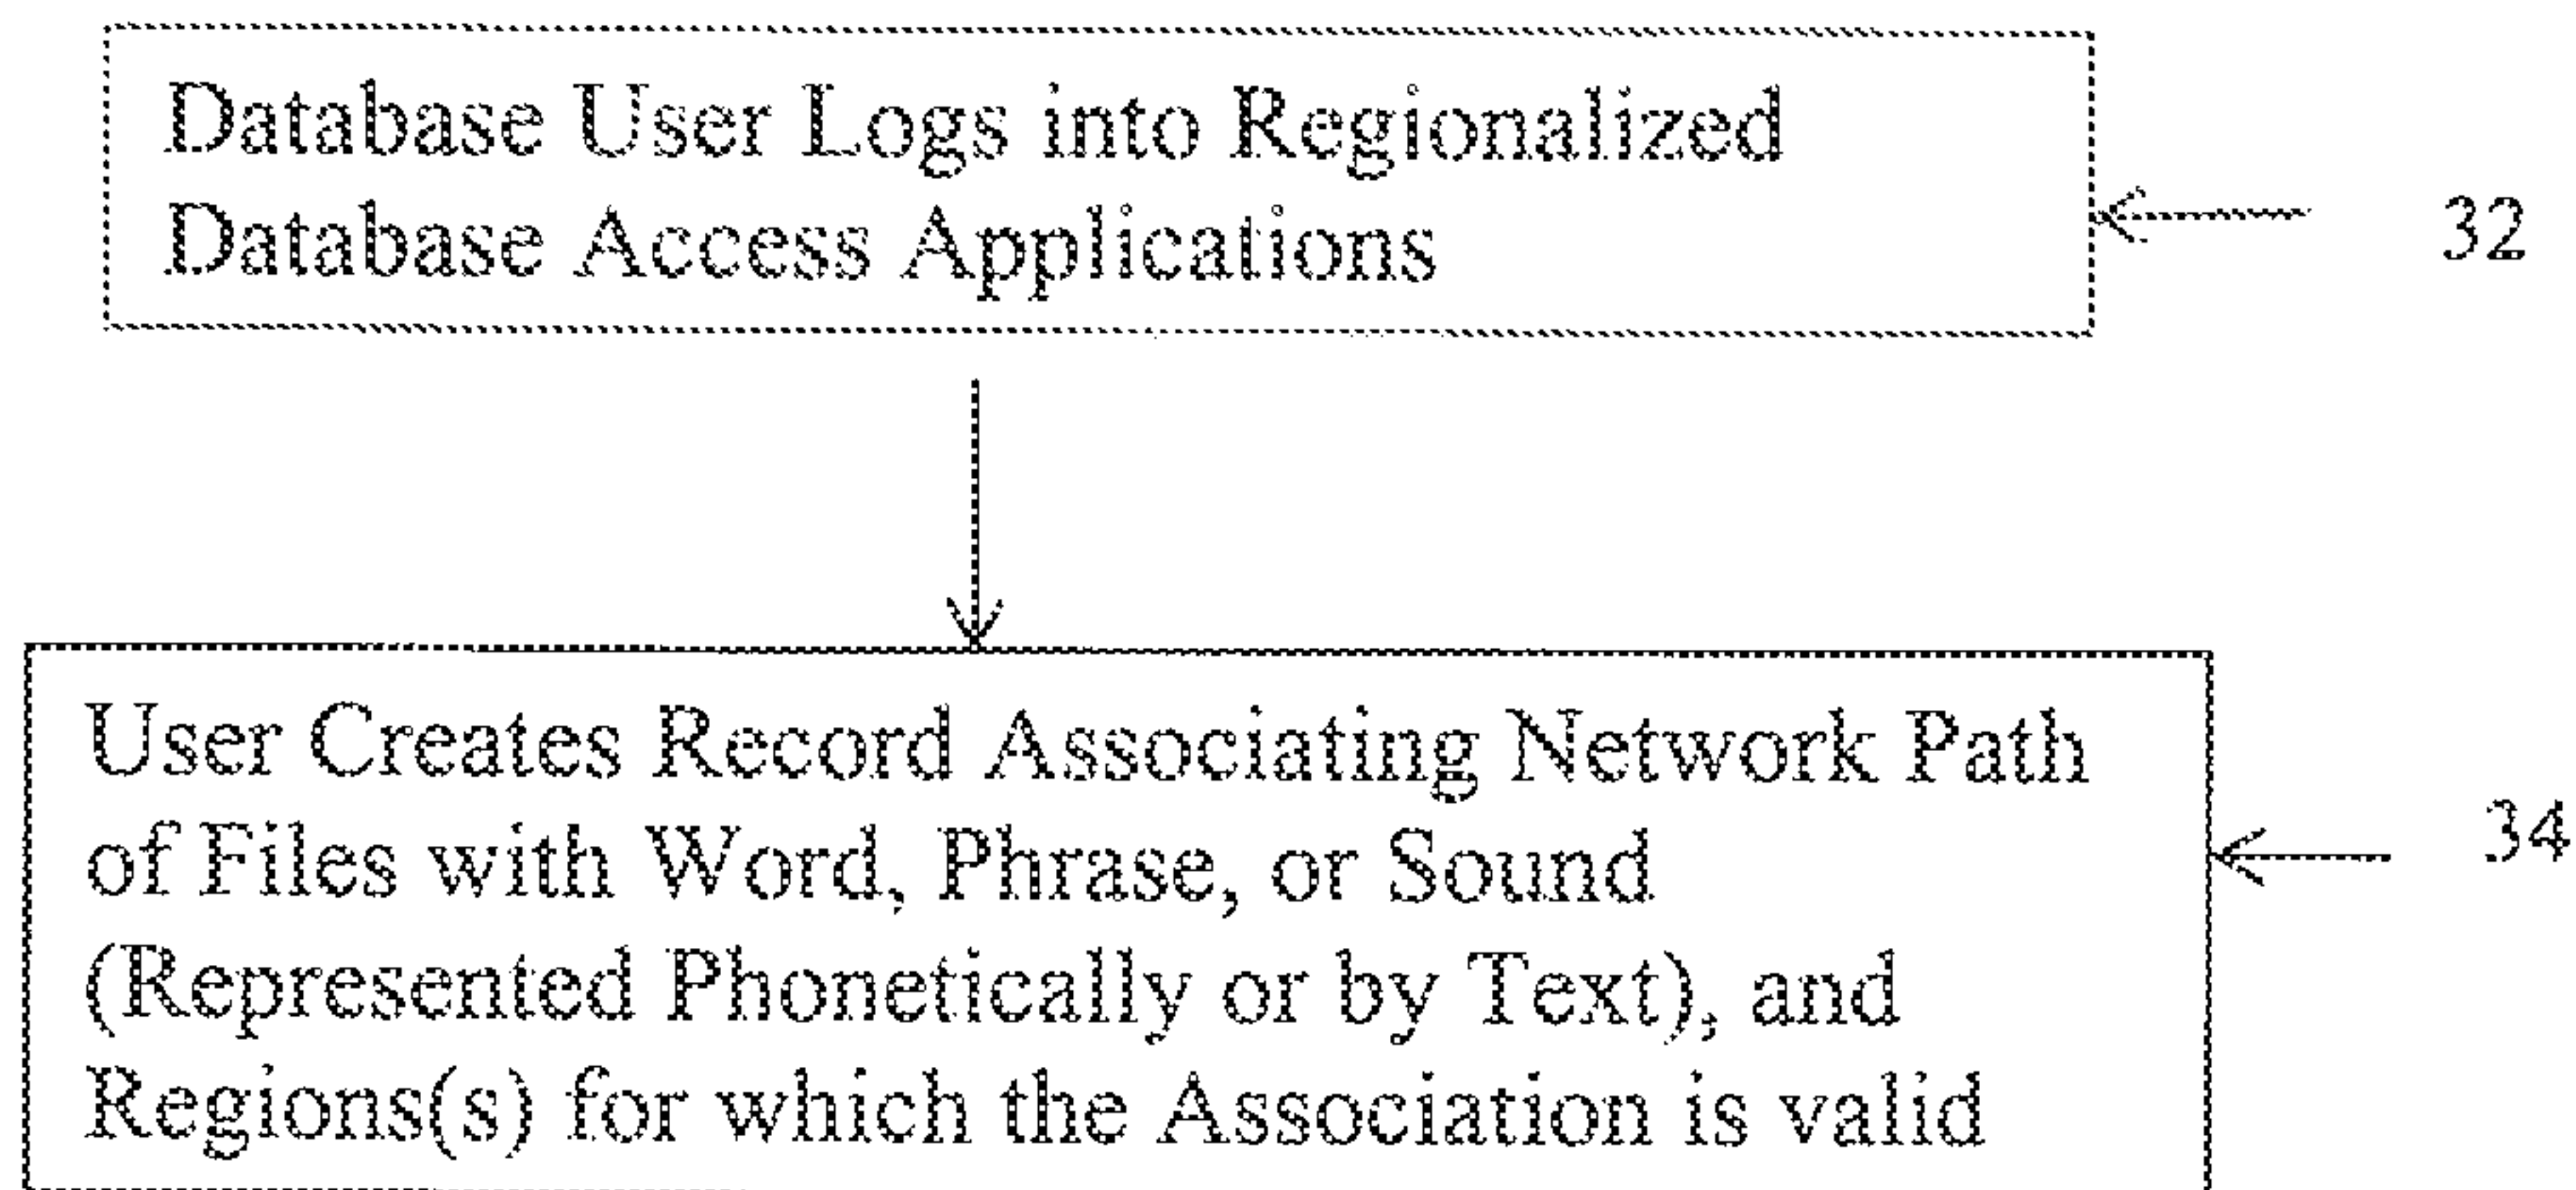 Database User Logs into Regionalized
Database Access Applications
32
User Creates Record Associating Network Path
of Files with Word, Phrase, or Sound
(Represented Phonetically or by Text), and
Regions(s) for which the Association is valid
34